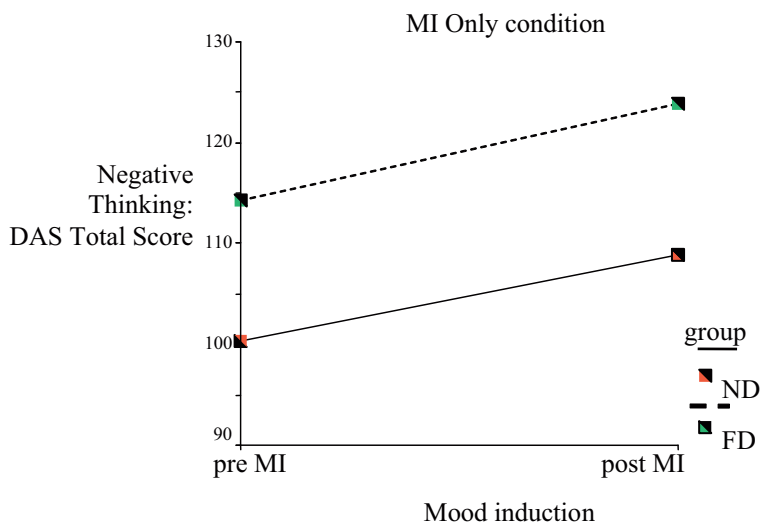 MI Only condition
130
120
110
100
90
Negative
Thinking:
DAS Total Score
pre MI
post MI
Mood induction
group
ND
FD